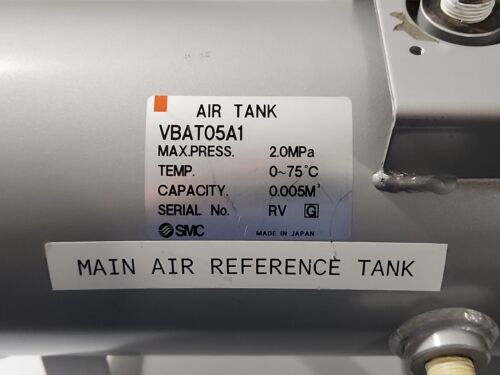 AIR TANK
VBAT05A1
MAX.PRESS. 2.0MPa
TEMP. 0~75°C
CAPACITY. 0.005M³
SERIAL No. RV G
SMC MADE IN JAPAN
MAIN AIR REFERENCE TANK